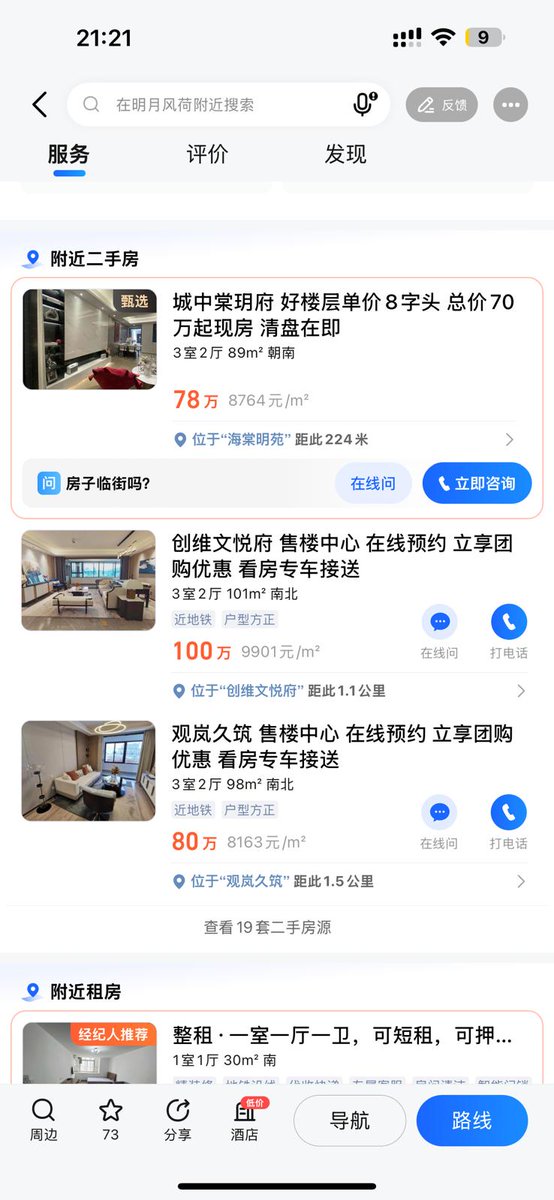 21:21
9
在明月风荷附近搜索
反馈
服务
评价
发现
附近二手房
甄选
城中棠玥府 好楼层单价8字头 总价70
万起现房 清盘在即
3室2厅 89m² 朝南
78万 8764元/m²
位于“海棠明苑”距此224米
问 房子临街吗?
在线问
立即咨询
创维文悦府 售楼中心 在线预约 立享团
购优惠 看房专车接送
3室2厅 101m² 南北
近地铁 户型方正
100万 9901元/m²
在线问
打电话
位于“创维文悦府”距此1.1公里
观岚久筑 售楼中心 在线预约 立享团购
优惠 看房专车接送
3室2厅 98m² 南北
近地铁 户型方正
80万 8163元/m²
在线问
打电话
位于“观岚久筑”距此1.5公里
查看19套二手房源
附近租房
经纪人推荐
整租·一室一厅一卫，可短租，可押...
1室1厅 30m² 南
周边
73
分享
低价
酒店
导航
路线